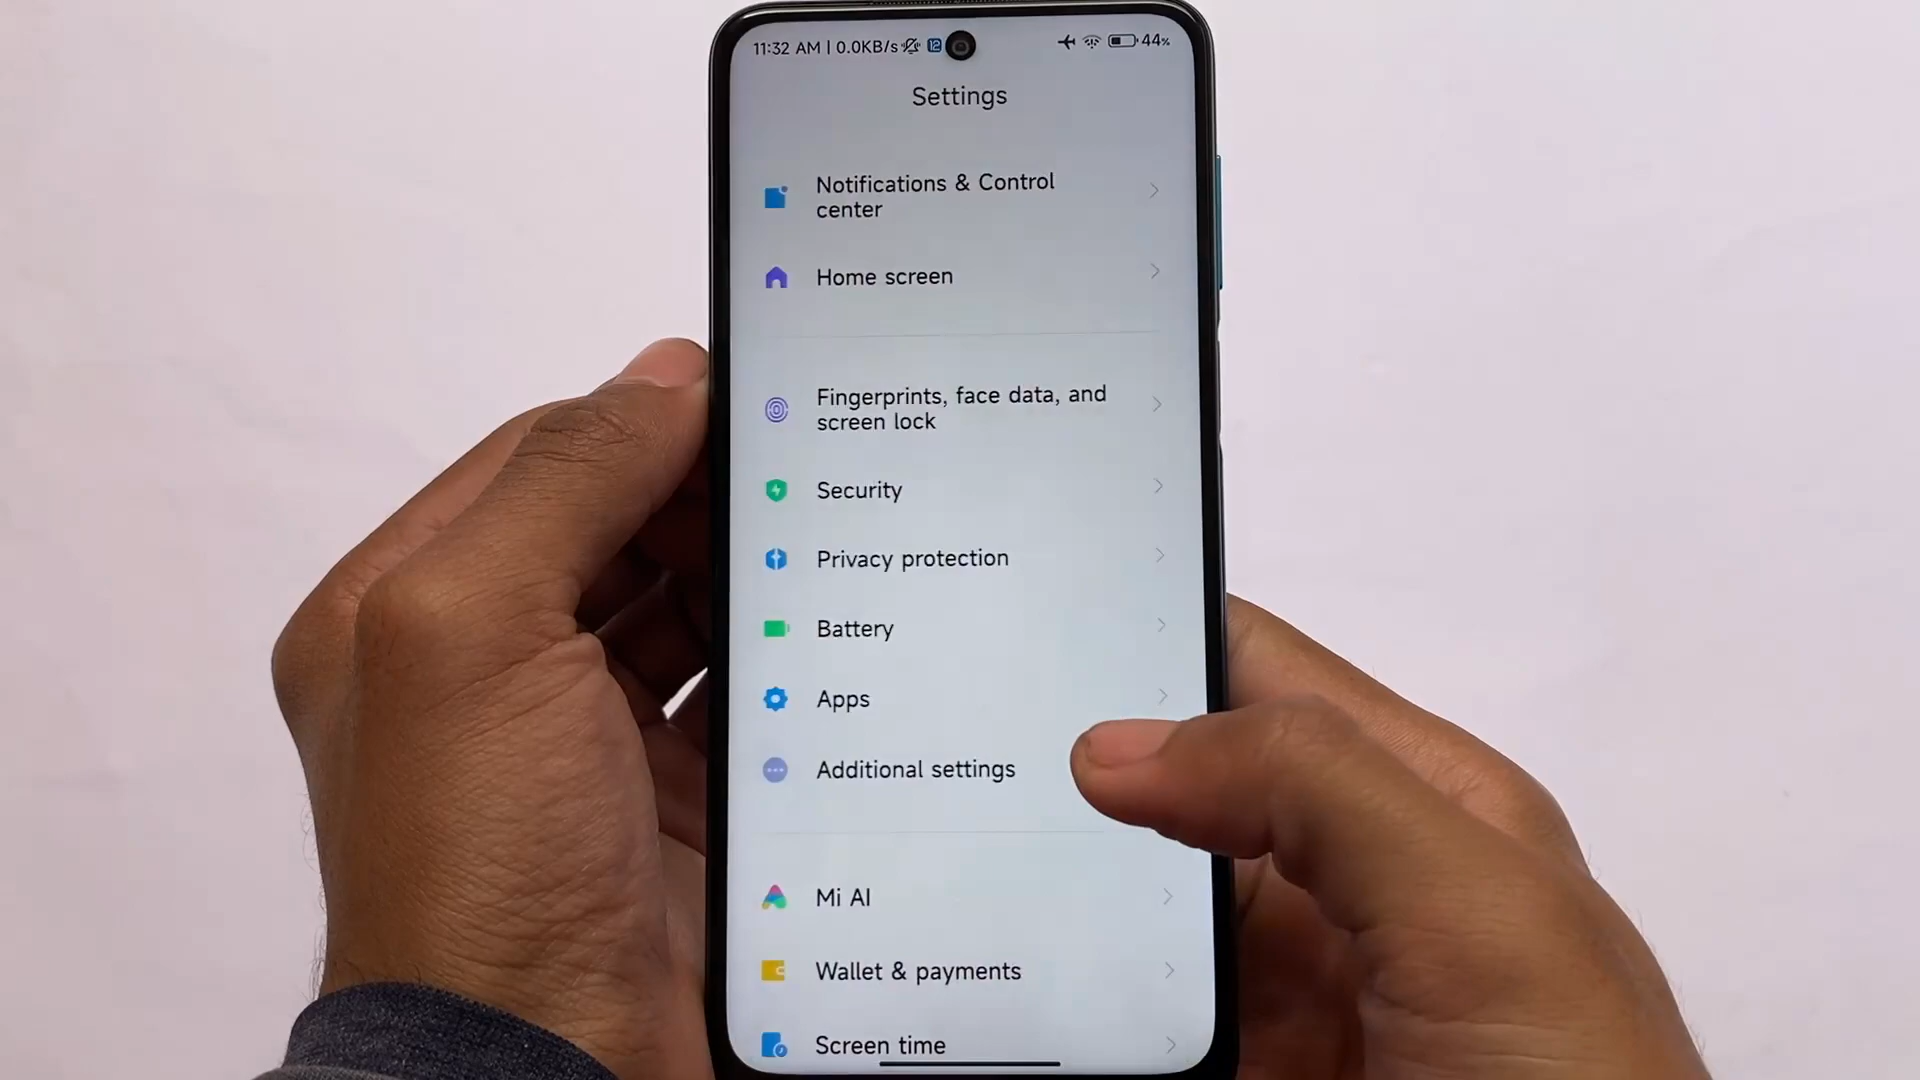 11:32 AM | 0.0KB/s 12 44%
Settings
Notifications & Control
center
Home screen
Fingerprints, face data, and
screen lock
Security
Privacy protection
Battery
Apps
Additional settings
Mi AI
Wallet & payments
Screen time